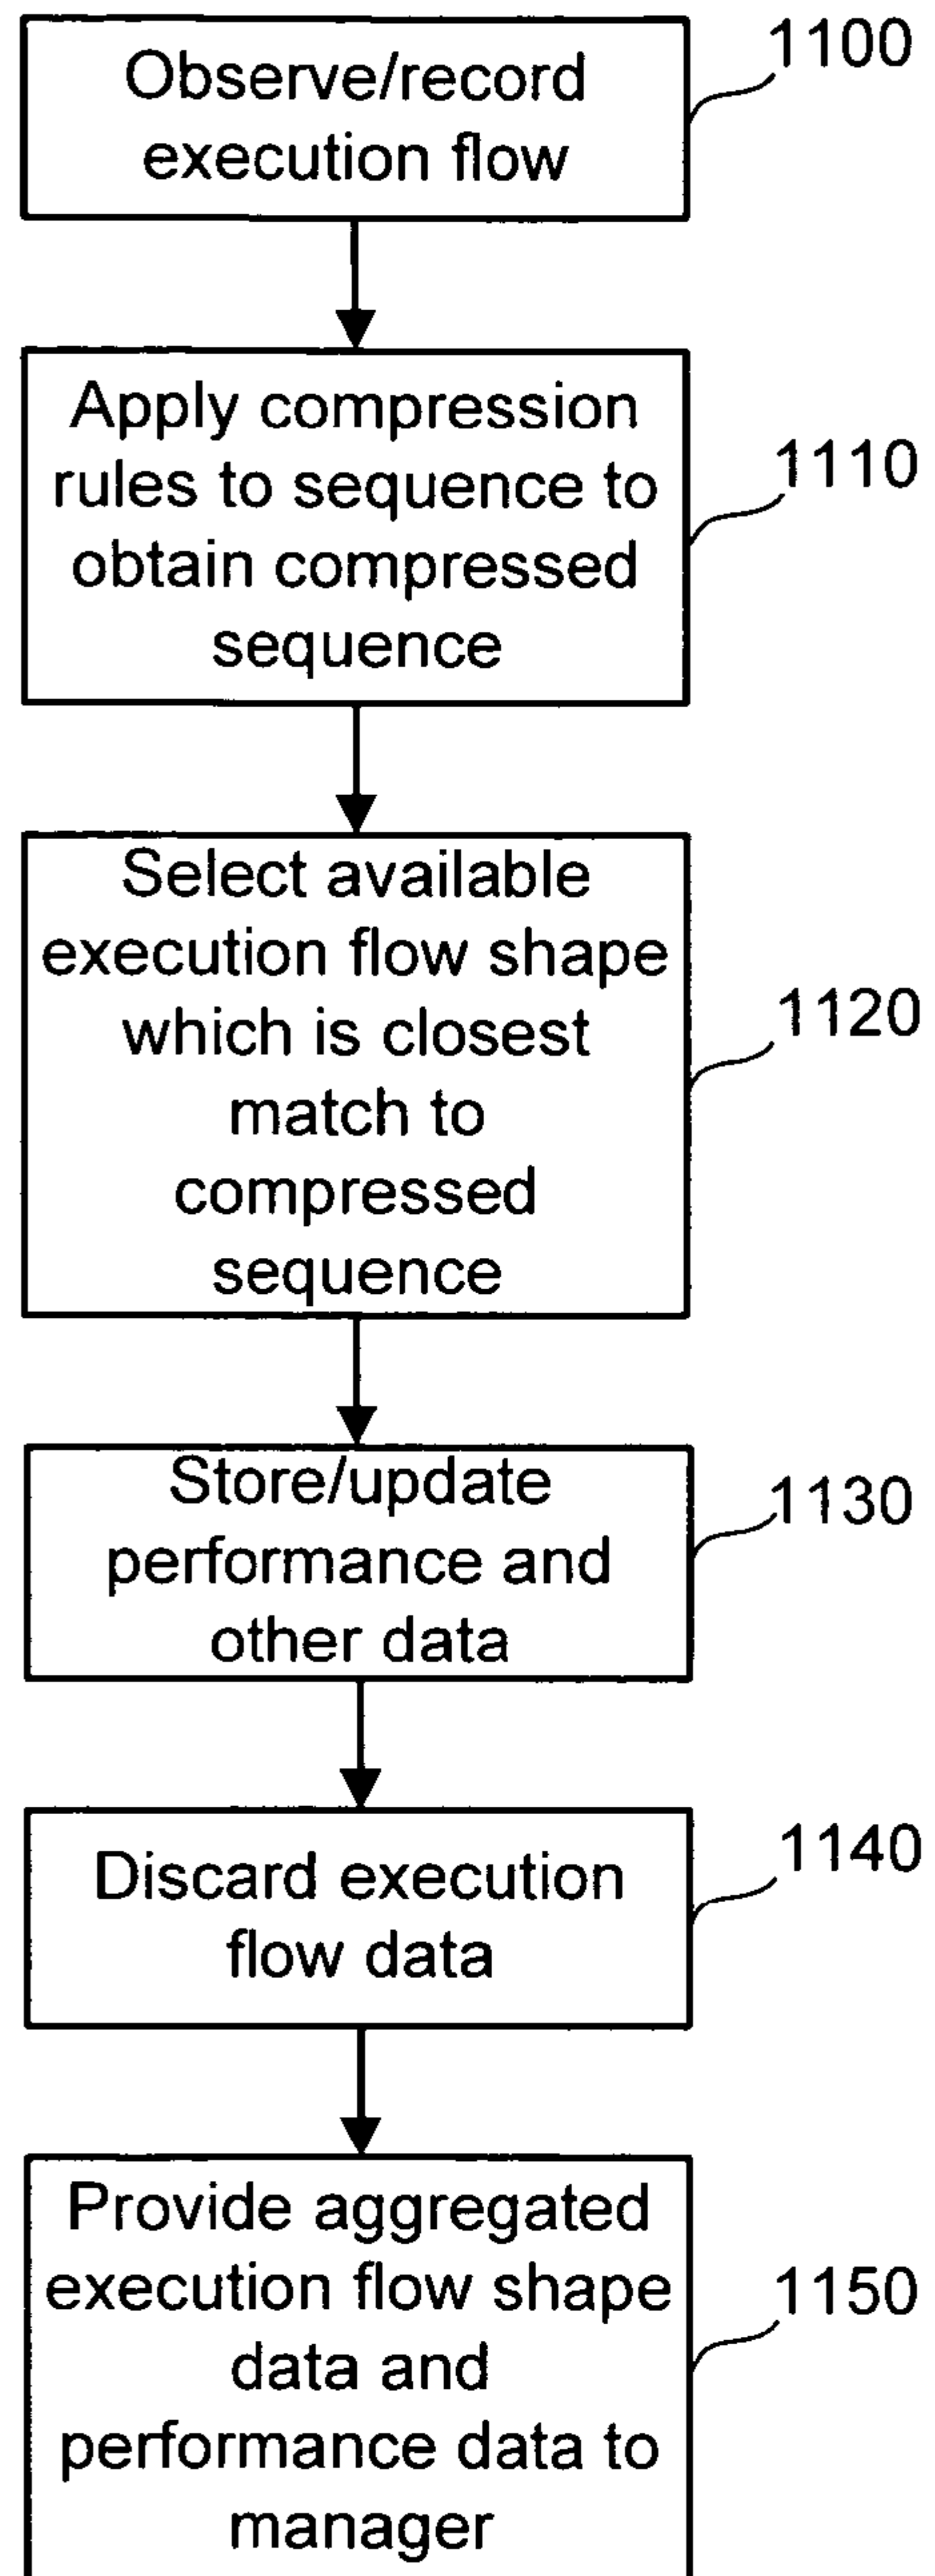 Observe/record
execution flow
1100
Apply compression
rules to sequence to
obtain compressed
sequence
1110
Select available
execution flow shape
which is closest
match to
compressed
sequence
1120
Store/update
performance and
other data
1130
Discard execution
flow data
1140
Provide aggregated
execution flow shape
data and
performance data to
manager
1150